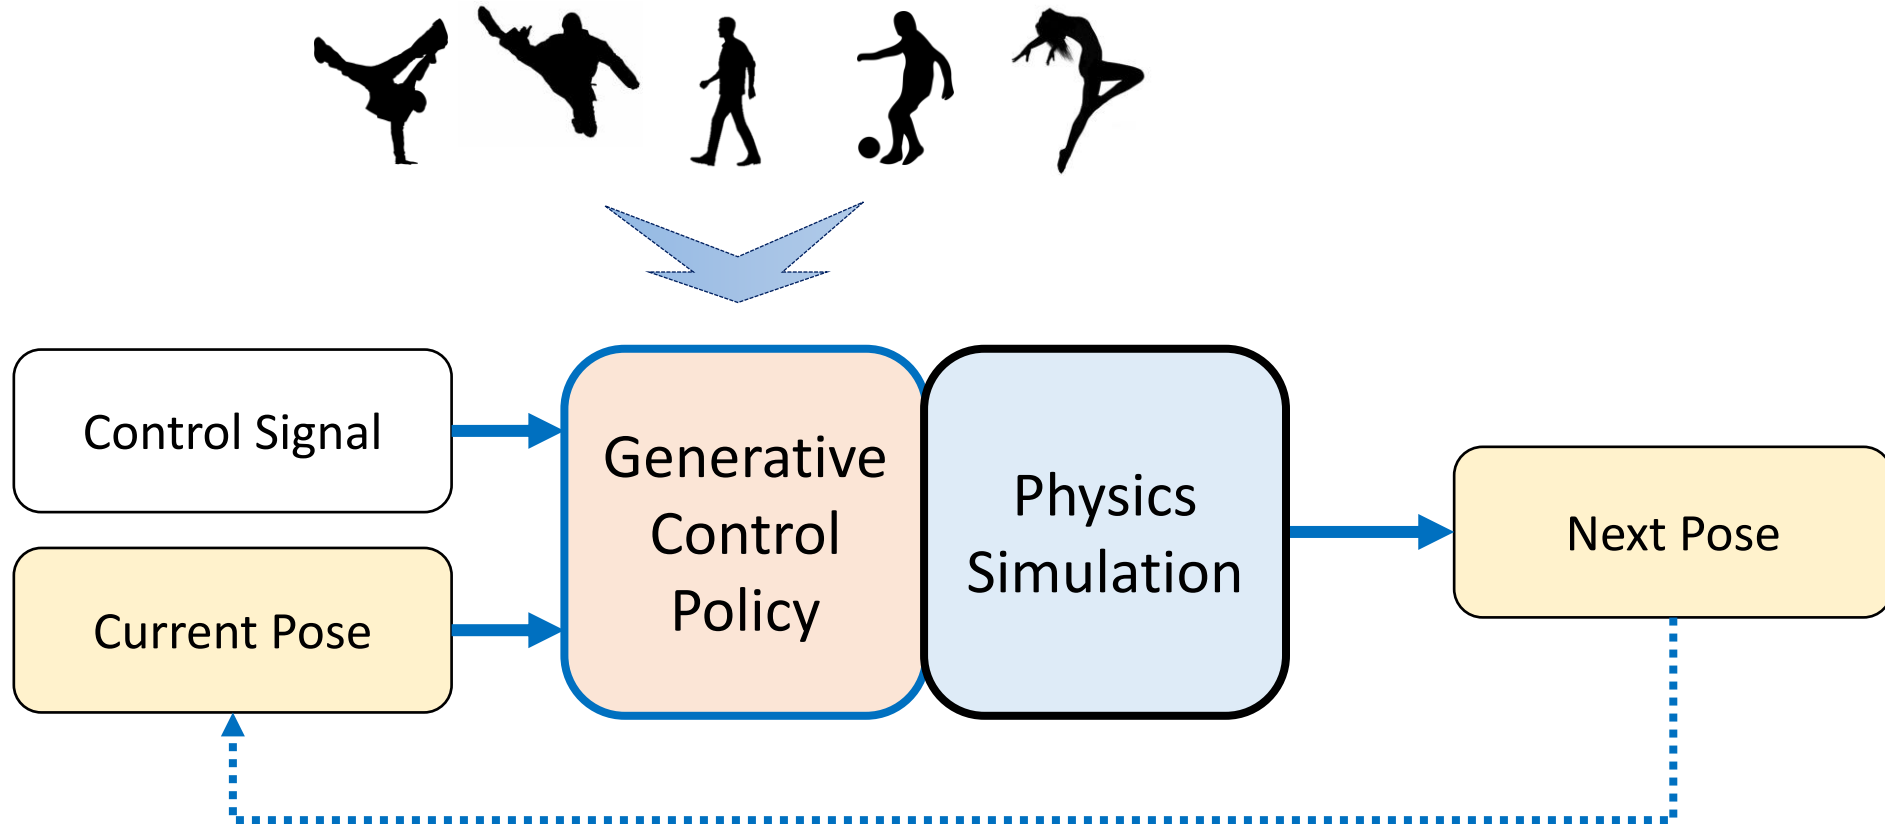 Control Signal
Current Pose
Generative
Control
Policy
Physics
Simulation
Next Pose